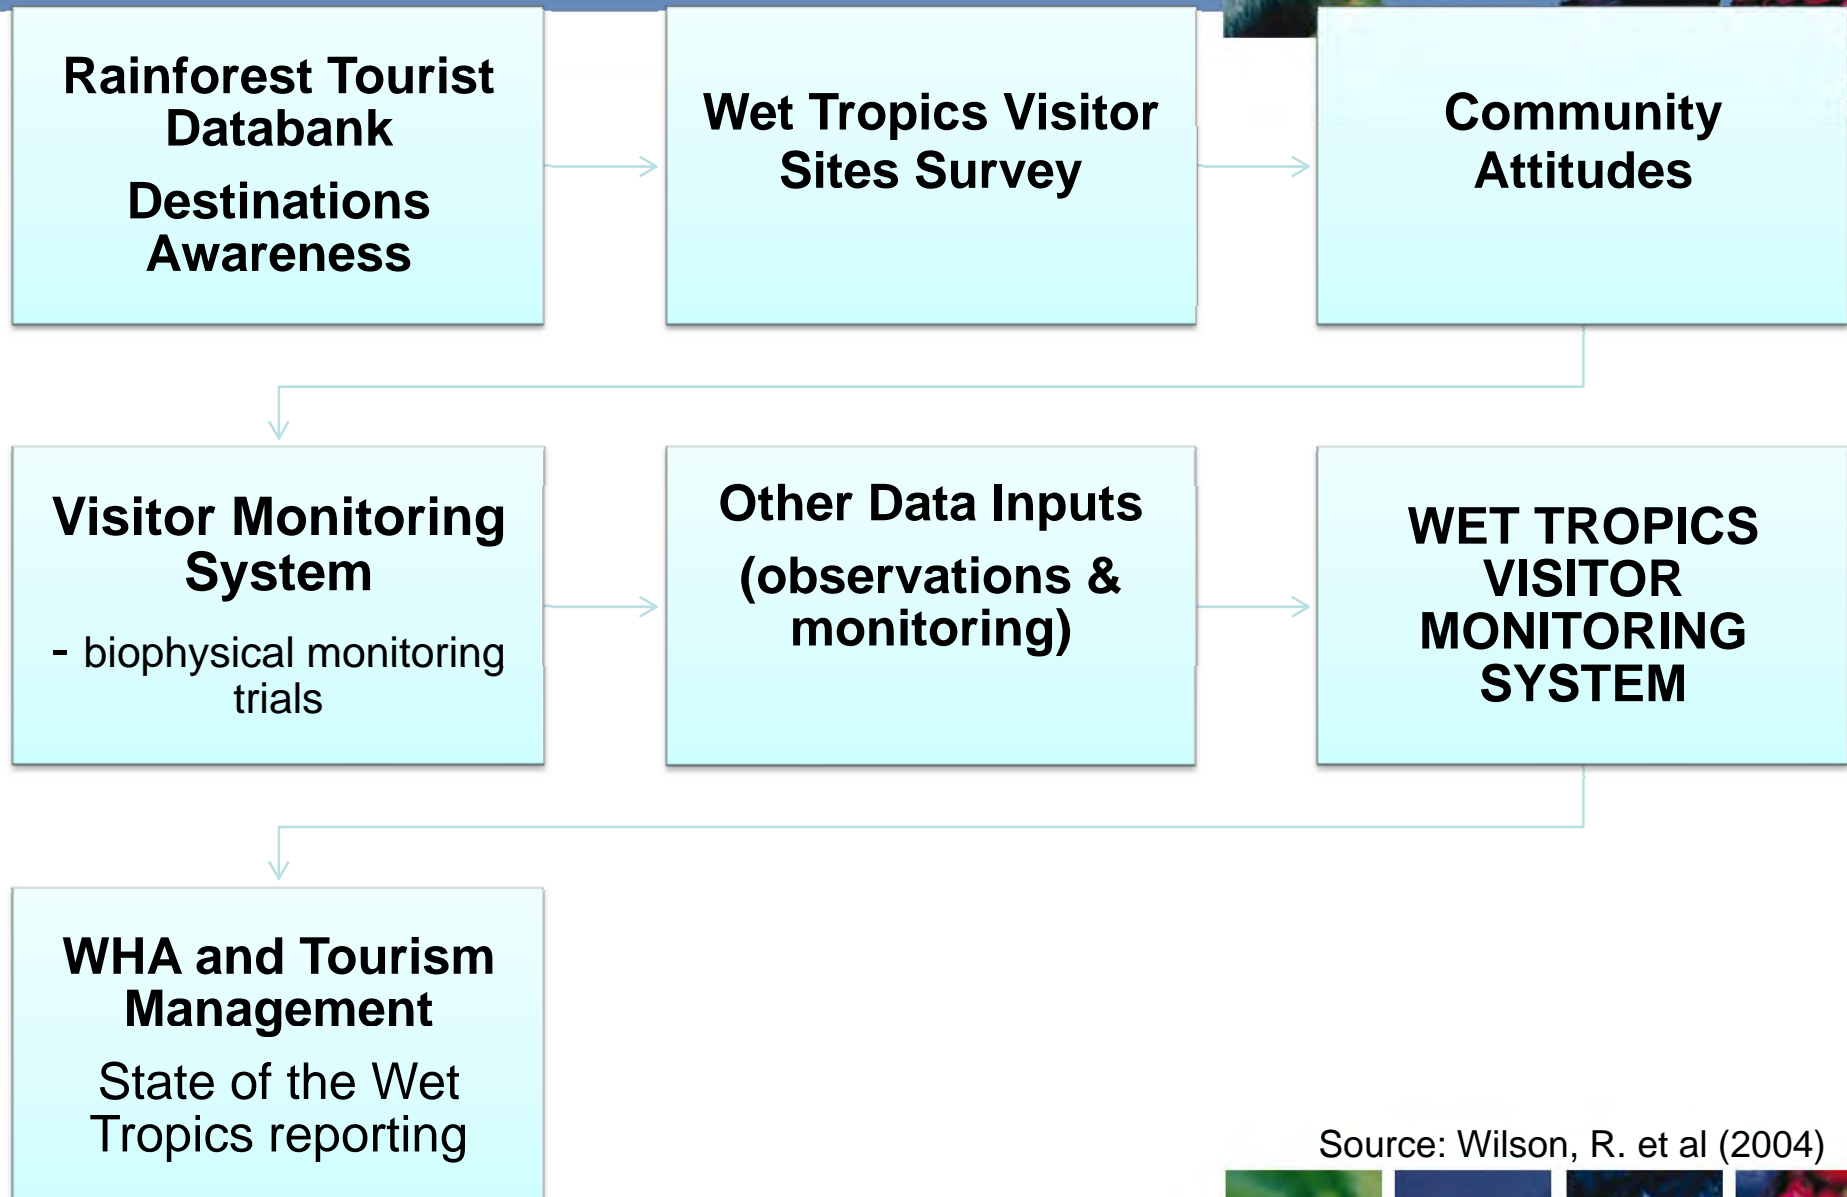 Rainforest Tourist
Databank
Destinations
Awareness
Wet Tropics Visitor
Sites Survey
Community
Attitudes
Visitor Monitoring
System
- biophysical monitoring
trials
Other Data Inputs
(observations &
monitoring)
WET TROPICS
VISITOR
MONITORING
SYSTEM
WHA and Tourism
Management
State of the Wet
Tropics reporting
Source: Wilson, R. et al (2004)